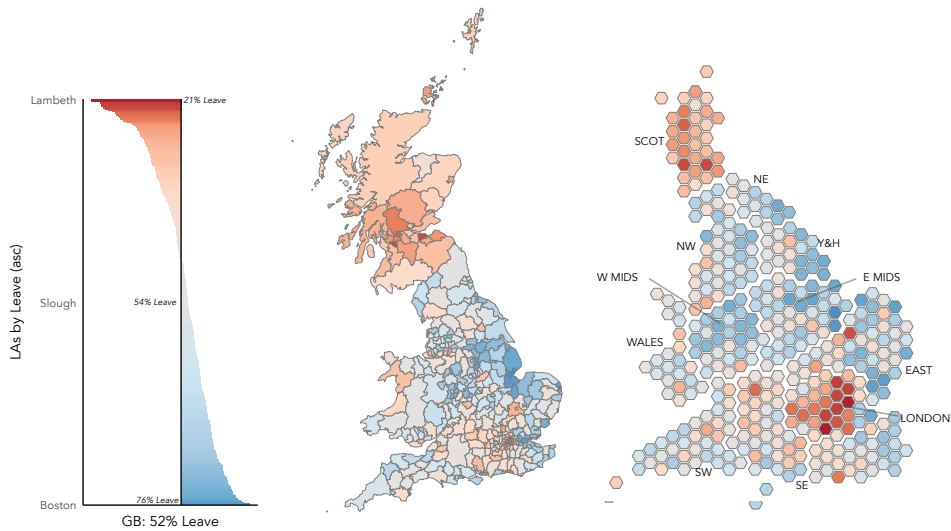 Lambeth
21% Leave
LAs by Leave (asc)
Slough
54% Leave
Boston
76% Leave
GB: 52% Leave
SCOT
NE
NW
Y&H
W MIDS
E MIDS
WALES
EAST
LONDON
SW
SE